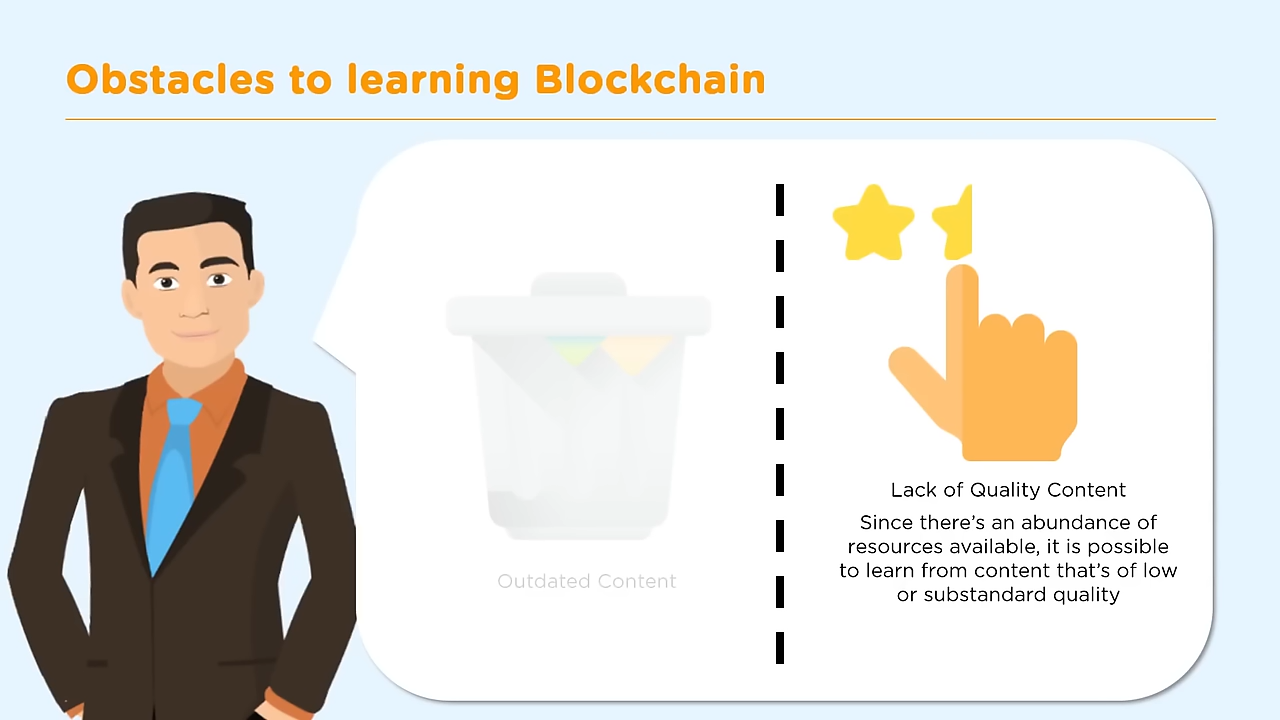 Obstacles to learning Blockchain
Outdated Content
Lack of Quality Content
Since there’s an abundance of
resources available, it is possible
to learn from content that’s of low
or substandard quality